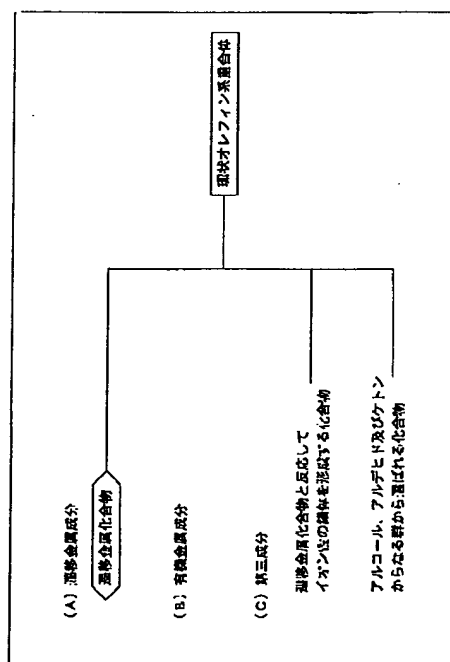 (A) 遷移金属成分
遷移金属化合物
(B) 有機金属成分
(C) 第三成分
遷移金属化合物と反応して
イオン性の錯体を形成する化合物
アルコール、アルデヒド及びケトン
からなる群から選ばれる化合物
環状オレフィン系重合体